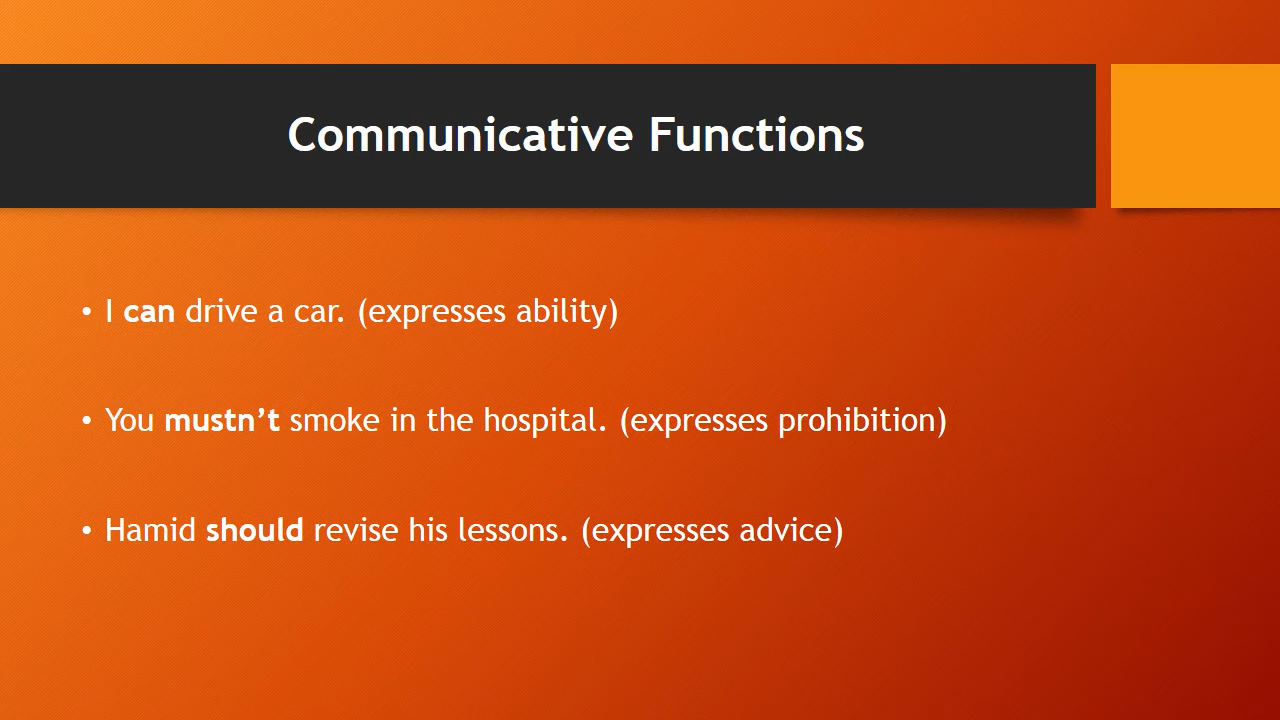 Communicative Functions
• I can drive a car. (expresses ability)
• You mustn’t smoke in the hospital. (expresses prohibition)
• Hamid should revise his lessons. (expresses advice)